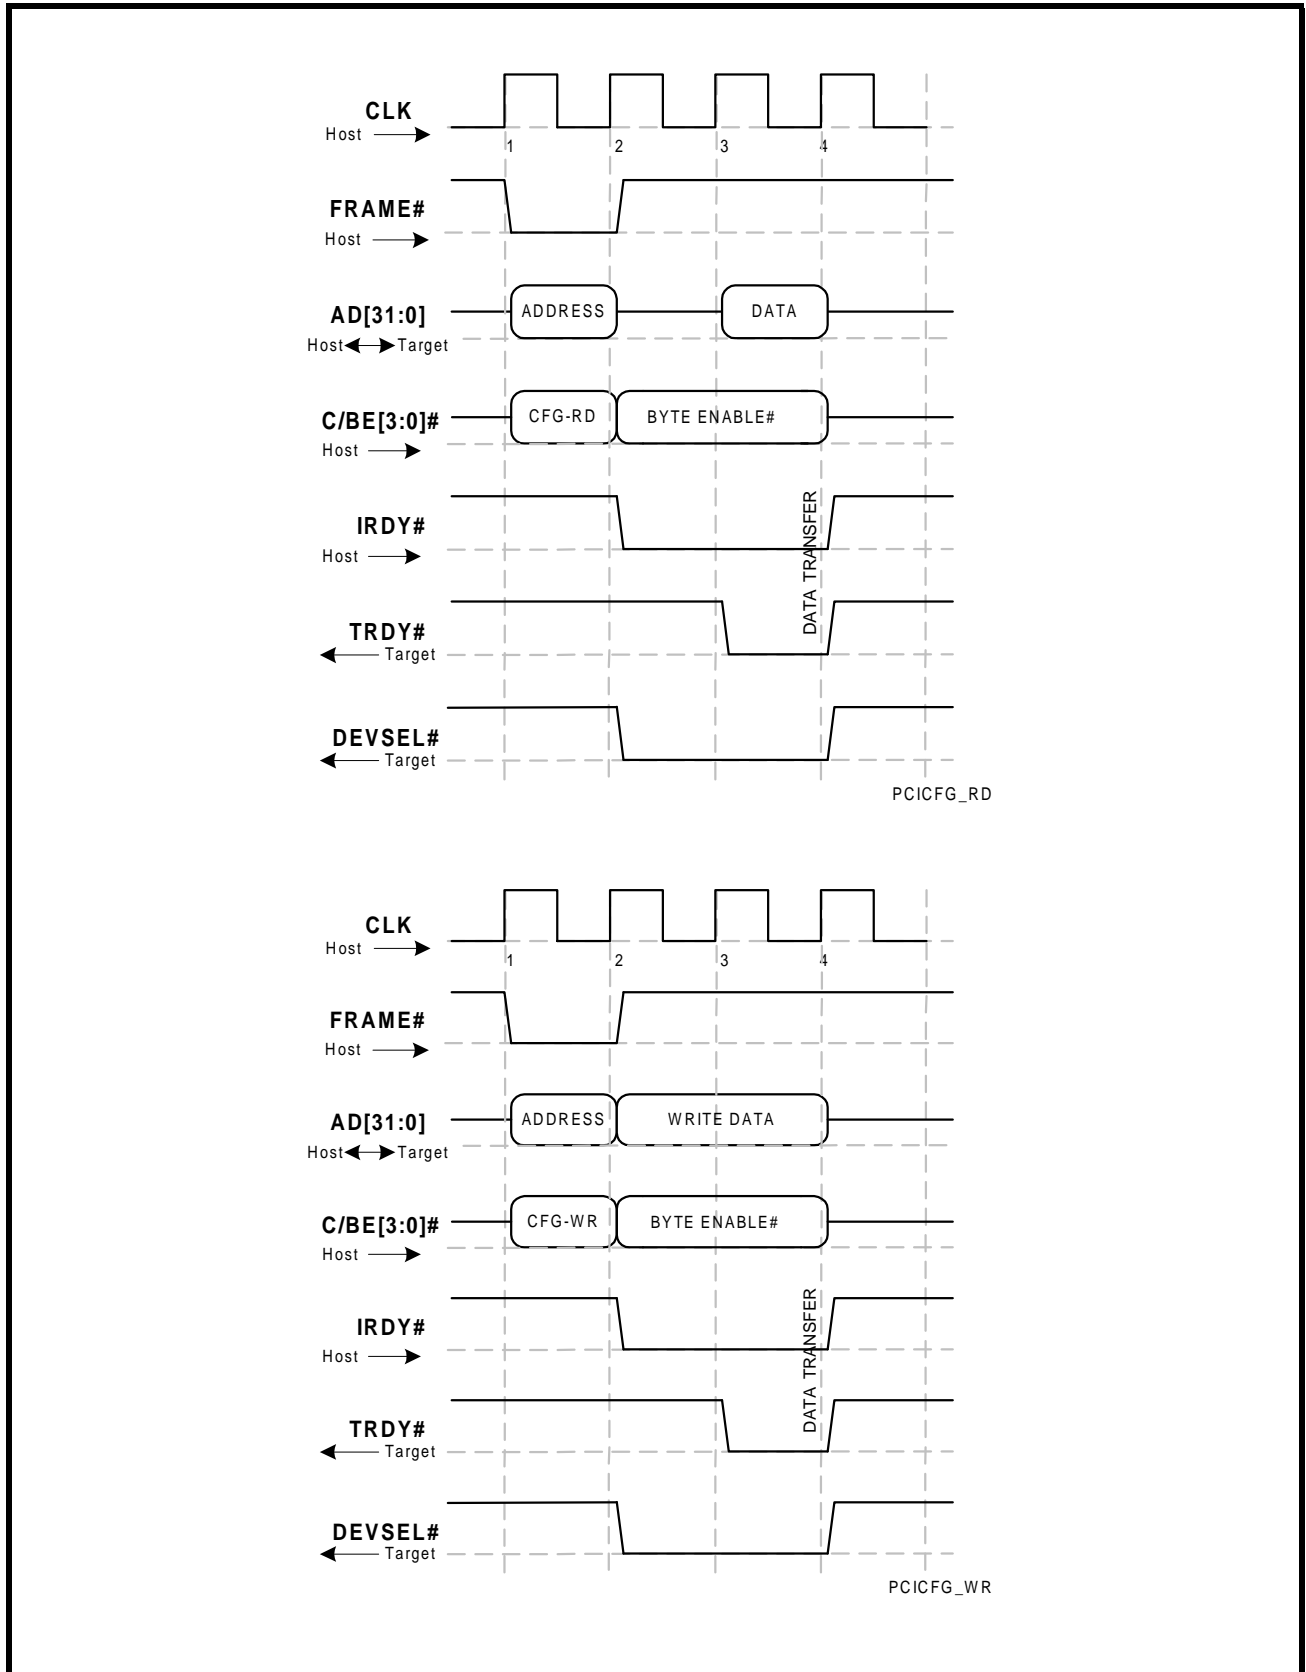 CLK
Host
1 2 3 4
FRAME#
Host
AD[31:0]
ADDRESS DATA
Host Target
C/BE[3:0]#
CFG-RD BYTE ENABLE#
Host
IRDY#
Host
DATA TRANSFER
TRDY#
Target
DEVSEL#
Target
PCICFG_RD
CLK
Host
1 2 3 4
FRAME#
Host
AD[31:0]
ADDRESS WRITE DATA
Host Target
C/BE[3:0]#
CFG-WR BYTE ENABLE#
Host
IRDY#
Host
DATA TRANSFER
TRDY#
Target
DEVSEL#
Target
PCICFG_WR